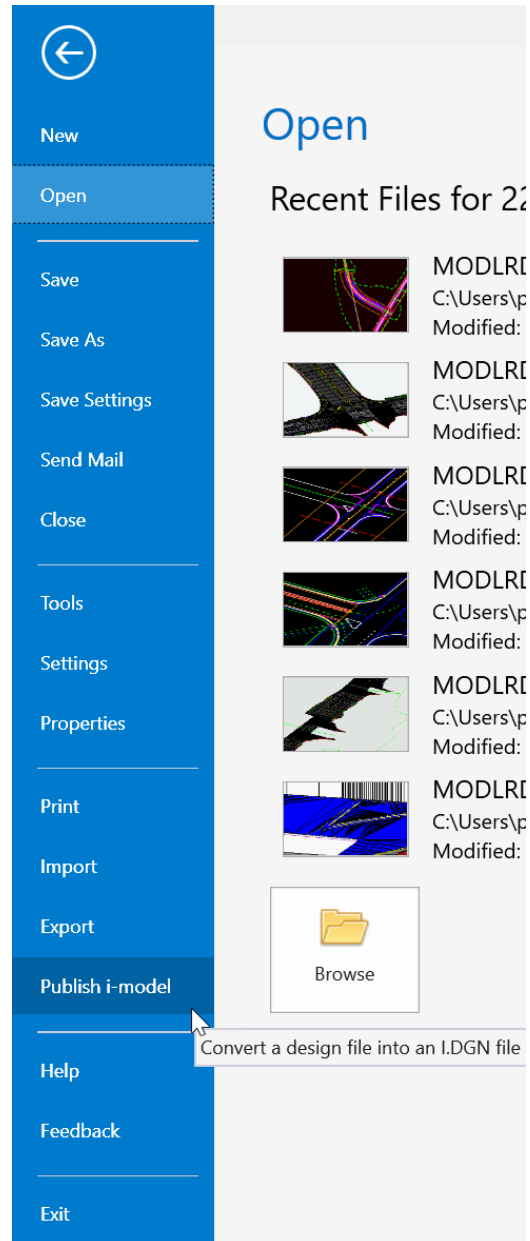 New
Open
Save
Save As
Save Settings
Send Mail
Close
Tools
Settings
Properties
Print
Import
Export
Publish i-model
Help
Feedback
Exit
Open
Recent Files for 22
MODLRD
C:\Users\p
Modified:
MODLRD
C:\Users\p
Modified:
MODLRD
C:\Users\p
Modified:
MODLRD
C:\Users\p
Modified:
MODLRD
C:\Users\p
Modified:
MODLRD
C:\Users\p
Modified:
Browse
Convert a design file into an I.DGN file